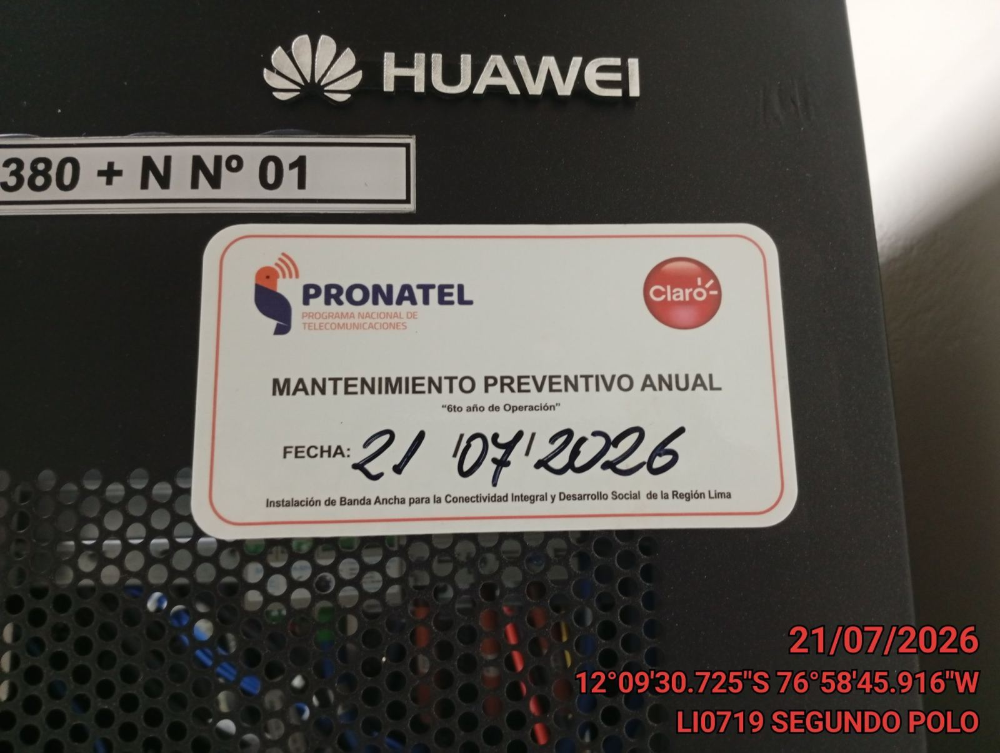 HUAWEI
380 + N Nº 01
PRONATEL
PROGRAMA NACIONAL DE
TELECOMUNICACIONES
Claro
MANTENIMIENTO PREVENTIVO ANUAL
“6to año de Operación”
FECHA: 21/07/2026
Instalación de Banda Ancha para la Conectividad Integral y Desarrollo Social de la Región Lima
21/07/2026
12°09'30.725"S 76°58'45.916"W
LI0719 SEGUNDO POLO